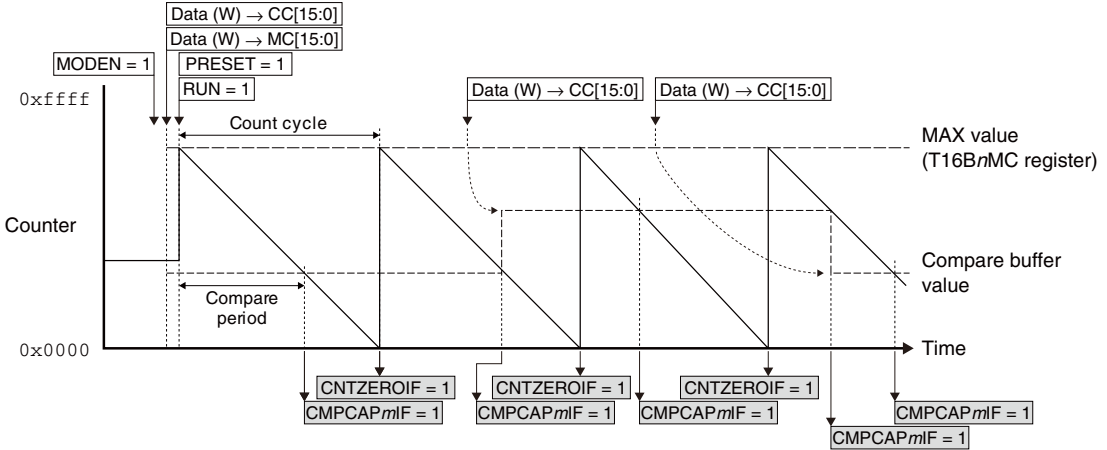 Data (W) → CC[15:0]
Data (W) → MC[15:0]
MODEN = 1
PRESET = 1
RUN = 1
Data (W) → CC[15:0]
Data (W) → CC[15:0]
0xffff
Count cycle
MAX value
(T16BnMC register)
Counter
Compare buffer
value
Compare
period
0x0000
Time
CNTZEROIF = 1
CNTZEROIF = 1
CNTZEROIF = 1
CMPCAPmIF = 1
CMPCAPmIF = 1
CMPCAPmIF = 1
CMPCAPmIF = 1
CMPCAPmIF = 1